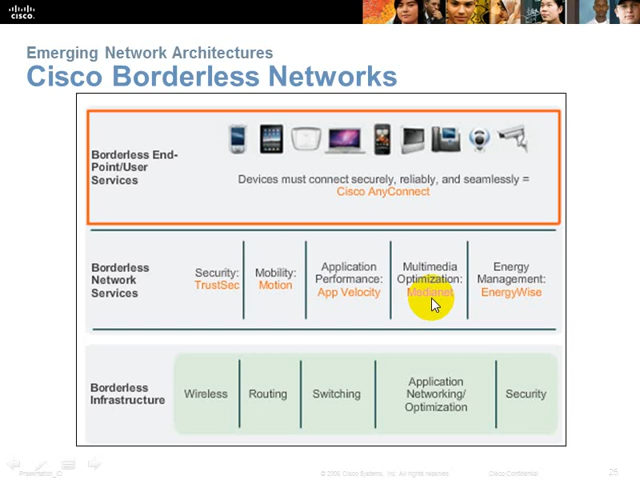 CISCO
Emerging Network Architectures
Cisco Borderless Networks
Borderless End-
Point/User
Services
Devices must connect securely, reliably, and seamlessly =
Cisco AnyConnect
Borderless
Network
Services
Security:
TrustSec
Mobility:
Motion
Application
Performance:
App Velocity
Multimedia
Optimization:
Medianet
Energy
Management:
EnergyWise
Borderless
Infrastructure
Wireless
Routing
Switching
Application
Networking/
Optimization
Security
Presentation_ID
Cisco Systems, Inc. All rights reserved.
Cisco Confidential
25